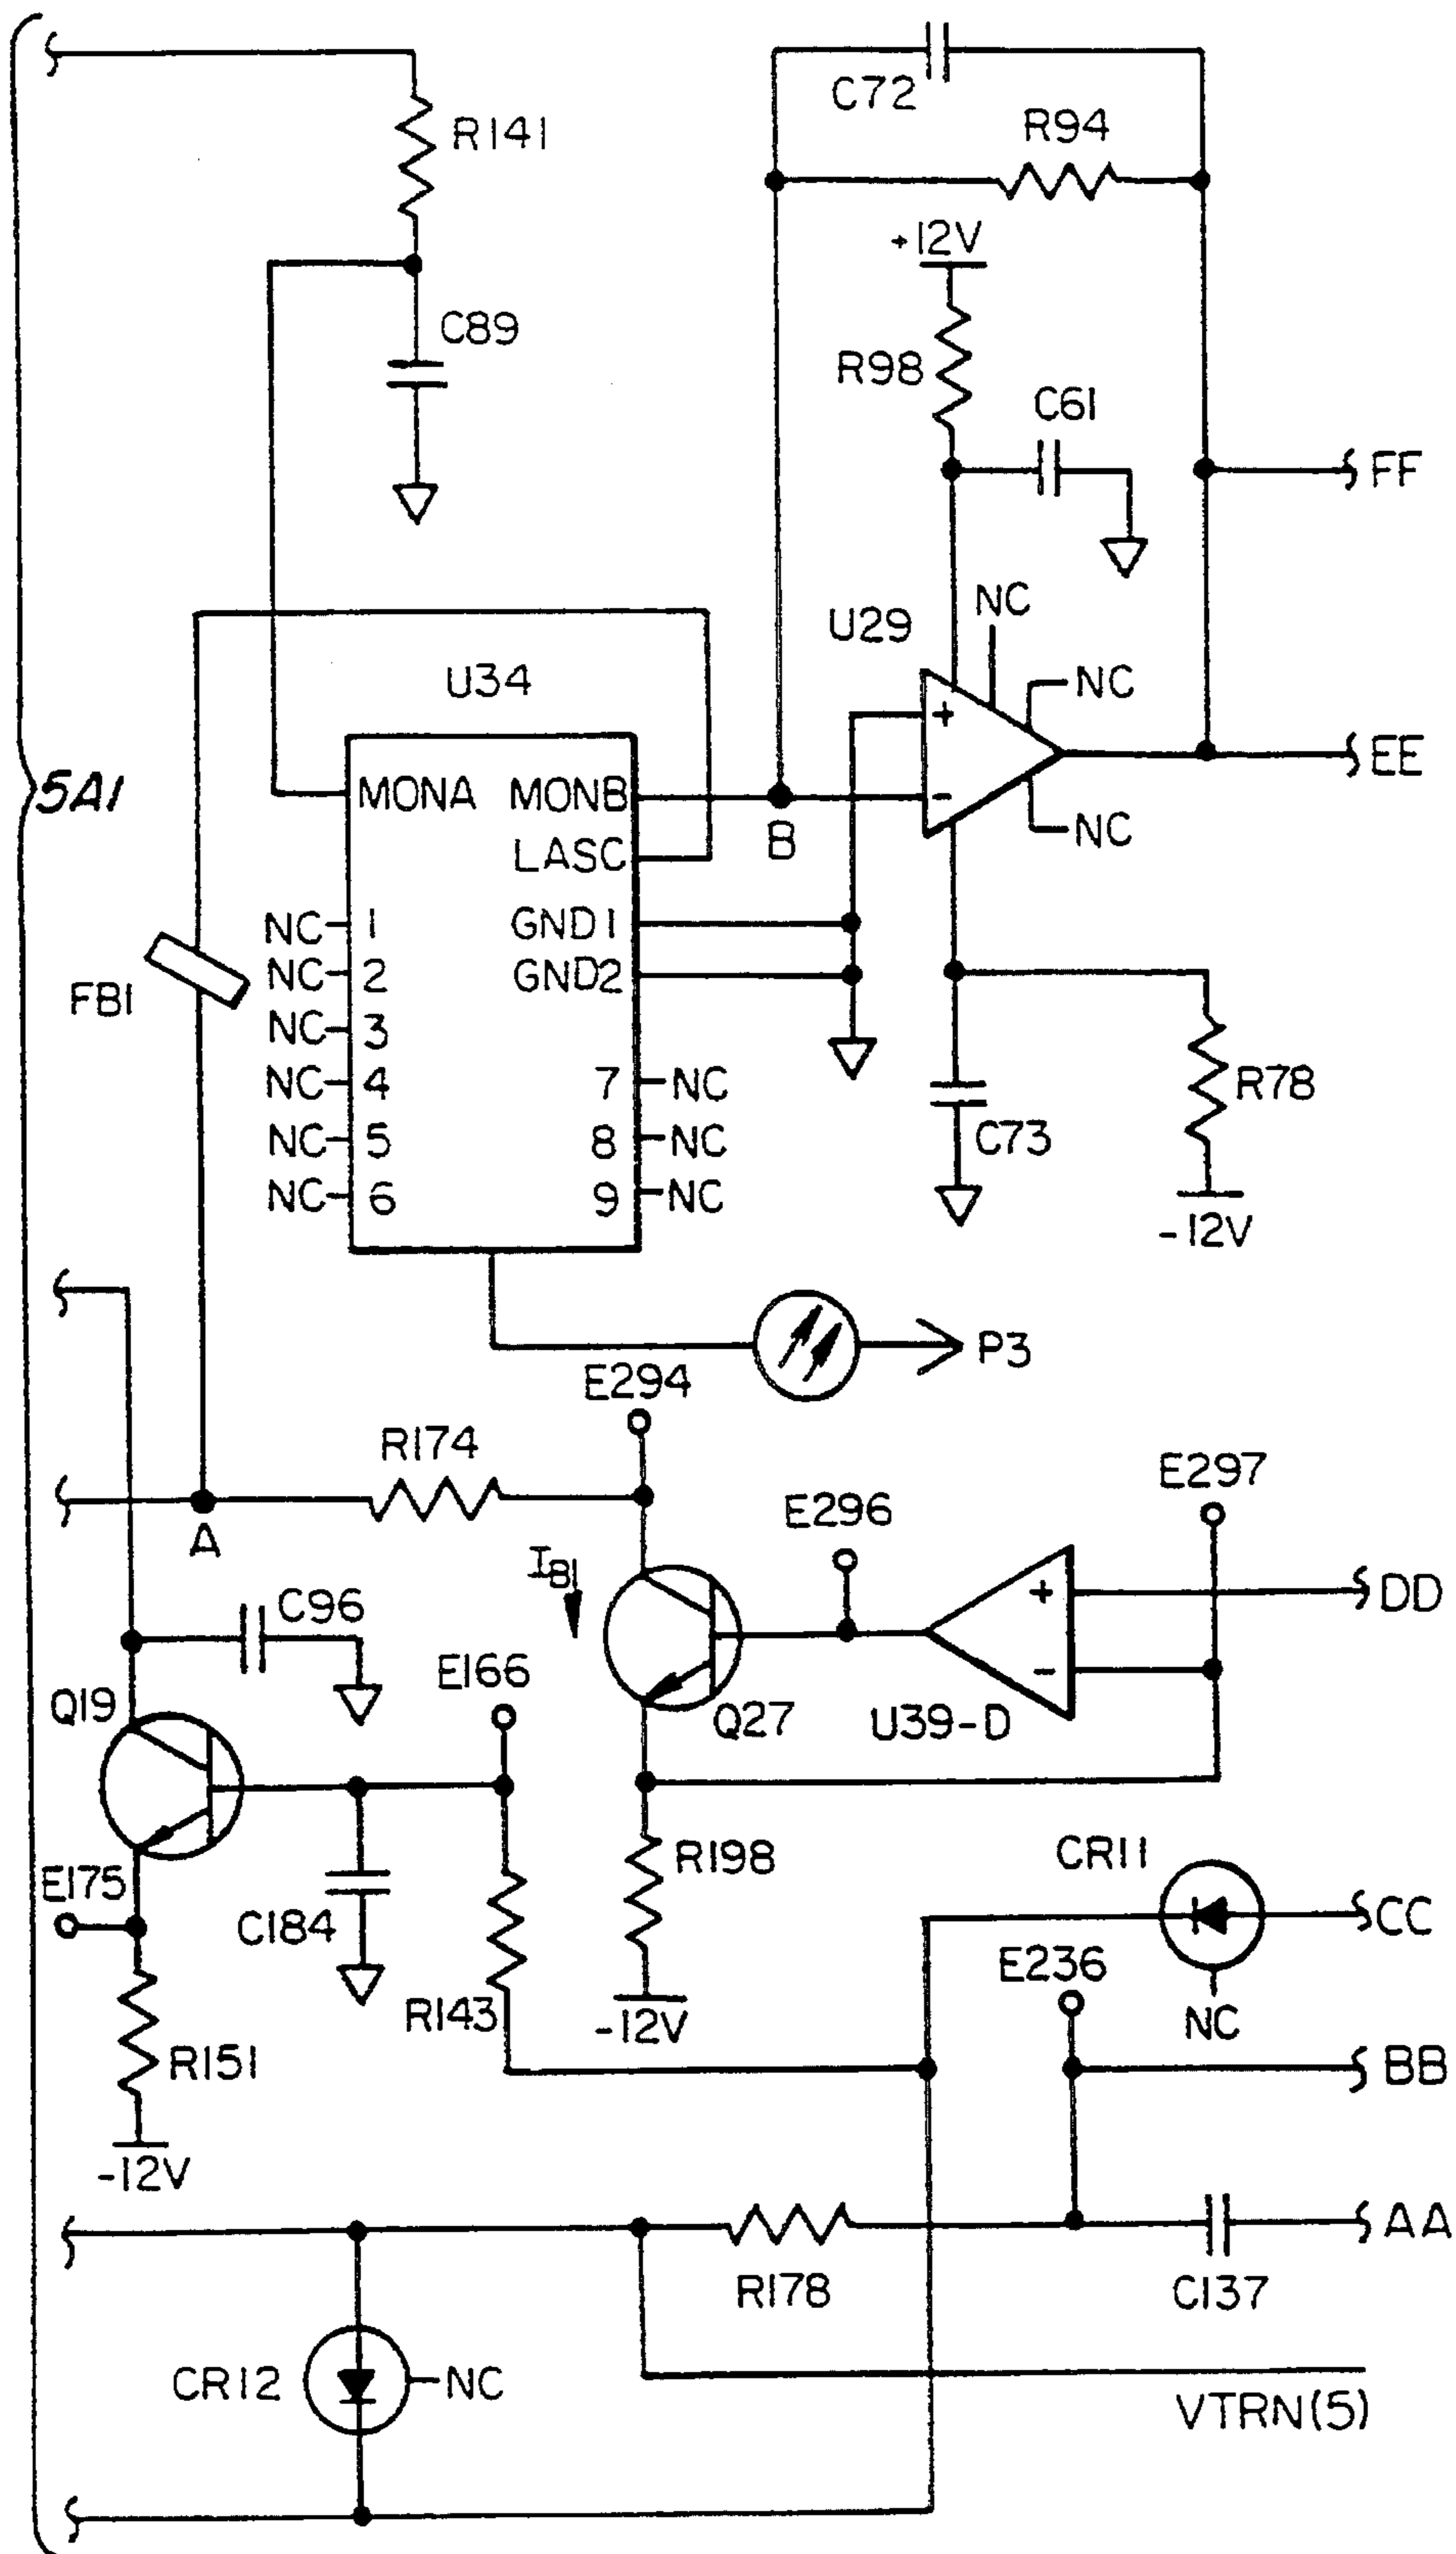 C72
R141
R94
+12V
C89
R98
C61
FF
NC
U29
U34
NC
EE
5A1
MONA MONB
B
NC
LASC
NC 1 GND1
NC 2 GND2
FB1
NC 3
NC 4 7 NC
R78
NC 5 8 NC
C73
NC 6 9 NC
-12V
P3
E294
R174
E297
E296
A
IB1
DD
+
-
C96
E166
Q19
Q27
U39-D
R198
CR11
E175
C184
CC
E236
R143
-12V
NC
R151
BB
-12V
AA
R178
C137
CR12
NC
VTRN(5)
+
-